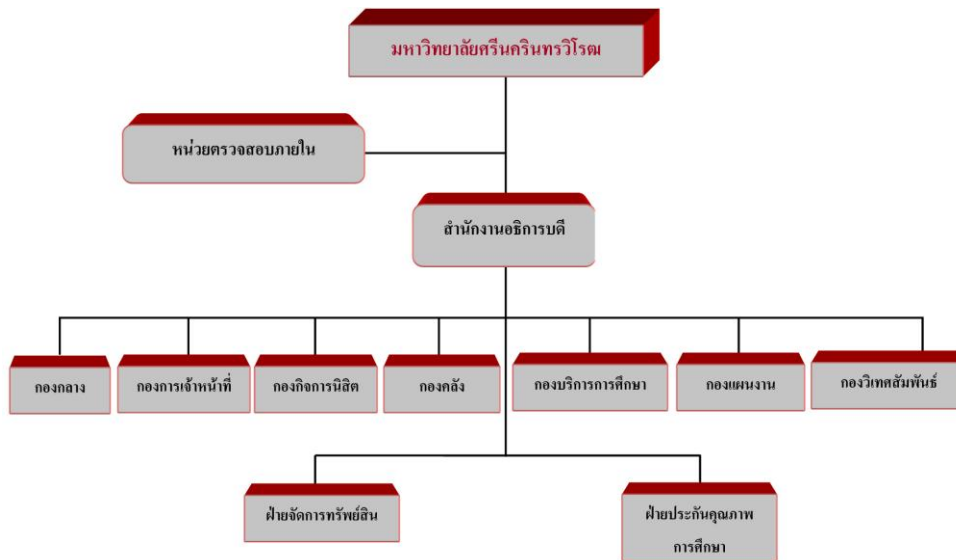 มหาวิทยาลัยศรีนครินทรวิโรฒ
หน่วยตรวจสอบภายใน
สำนักงานอธิการบดี
กองกลาง
กองการเจ้าหน้าที่
กองกิจการนิสิต
กองคลัง
กองบริการการศึกษา
กองแผนงาน
กองวิเทศสัมพันธ์
ฝ่ายจัดการทรัพย์สิน
ฝ่ายประกันคุณภาพ
การศึกษา